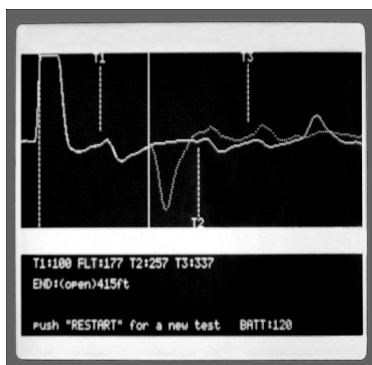 T1 T3
T2
T1:100 FLT:177 T2:257 T3:337
END:(open)415ft
push "RESTART" for a new test BATT:120